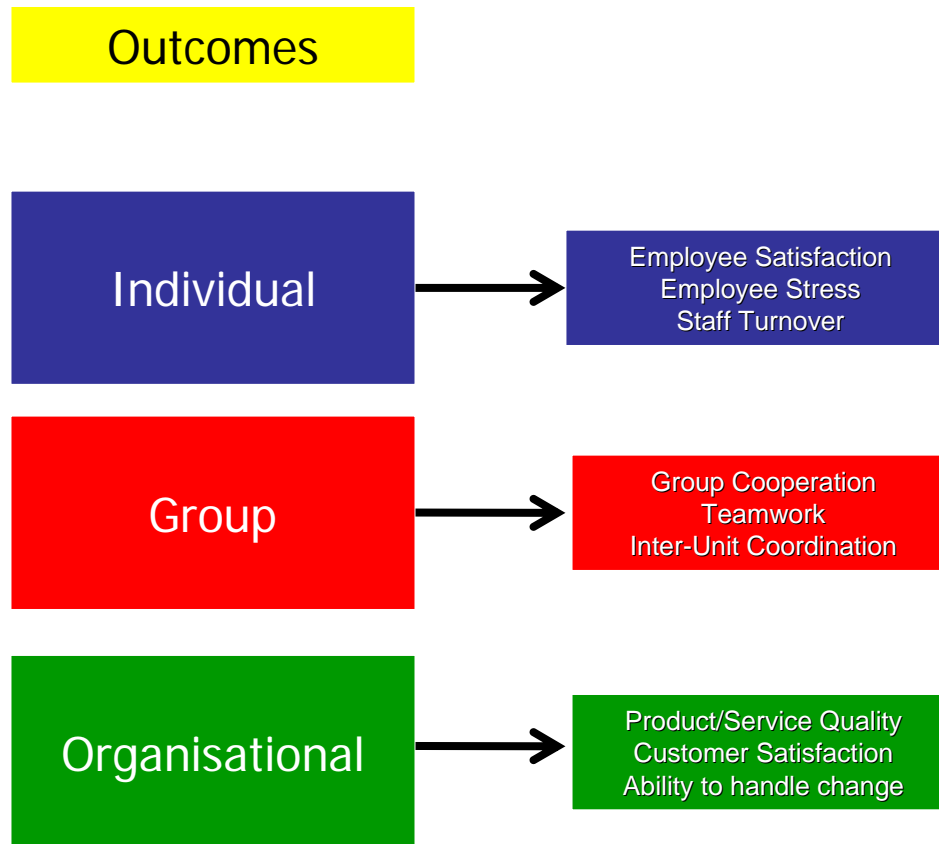 Outcomes
Individual
Employee Satisfaction
Employee Stress
Staff Turnover
Group
Group Cooperation
Teamwork
Inter-Unit Coordination
Organisational
Product/Service Quality
Customer Satisfaction
Ability to handle change